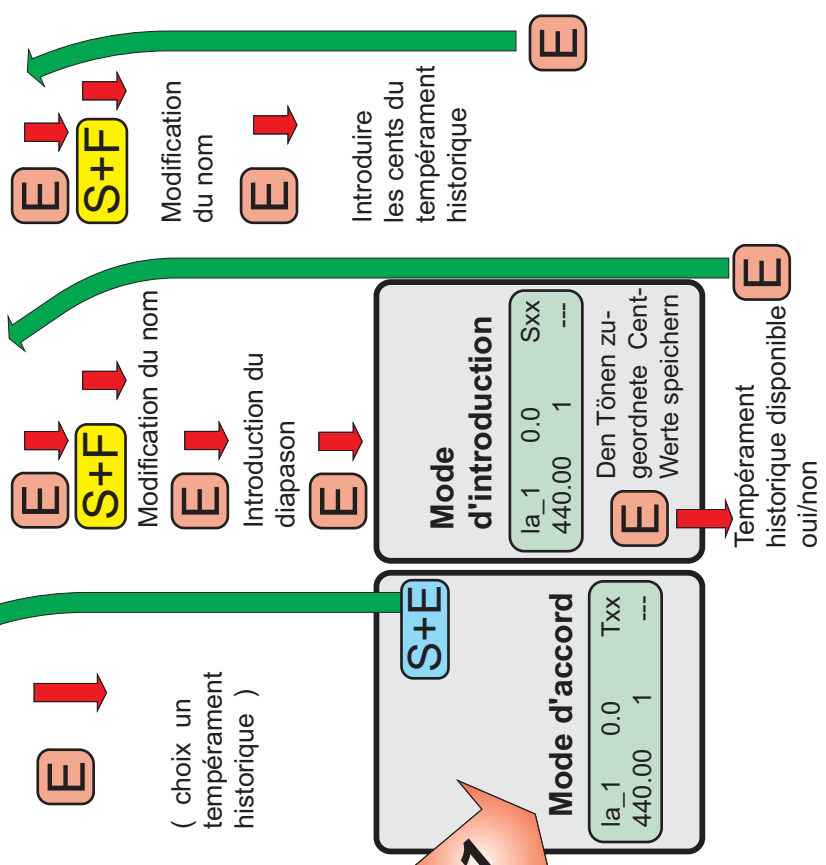 E
( choix un
tempérament
historique )
S+E
Mode d'accord
la_1 0.0 Txx
440.00 1 ---
1
E
S+F
Modification du nom
E
Introduction du
diapason
E
Mode
d'introduction
la_1 0.0 Sxx
440.00 1 ---
E
Den Tönen zu-
geordnete Cent-
Werte speichern
Tempérament
historique disponible
oui/non
E
E
S+F
Modification
du nom
E
Introduire
les cents du
tempérament
historique
E